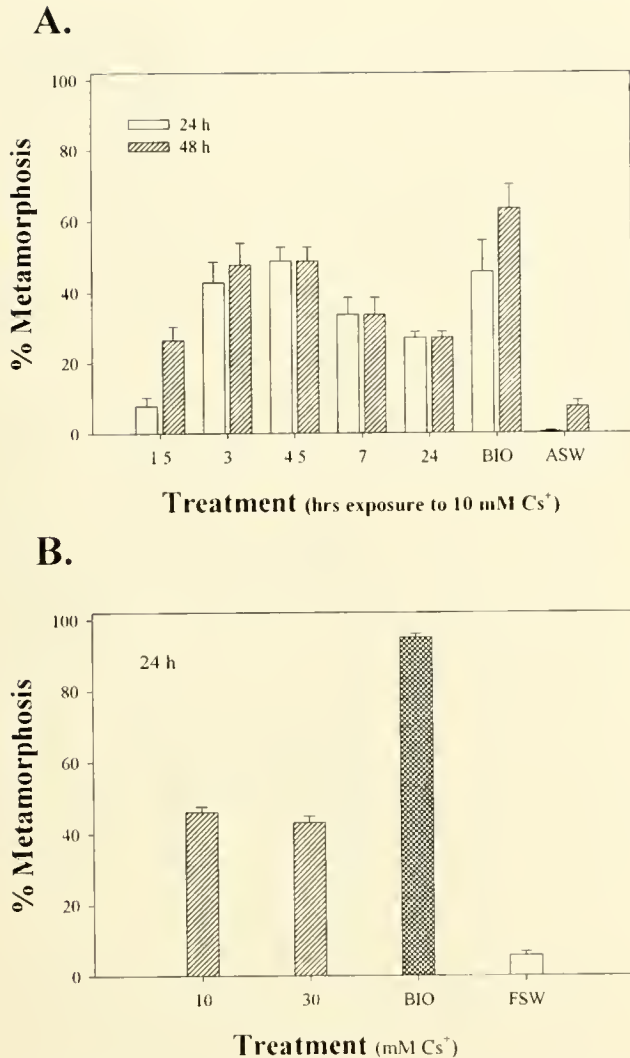 A.
100
80
60
40
20
0
% Metamorphosis
24 h
48 h
1 5 3 4 5 7 24 BIO ASW
Treatment (hrs exposure to 10 mM Cs⁺)
B.
100
80
60
40
20
0
% Metamorphosis
24 h
10 30 BIO FSW
Treatment (mM Cs⁺)